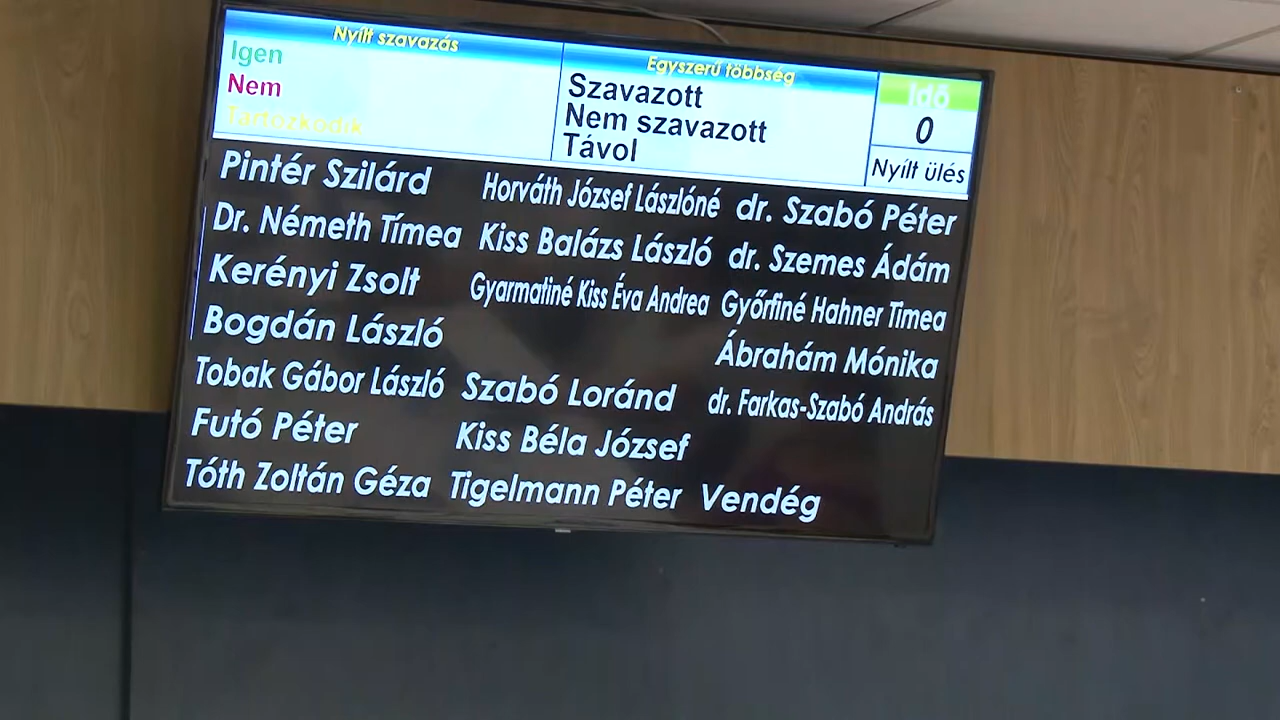 Nyílt szavazás
Igen
Nem
Tartózkodik
Egyszerű többség
Szavazott
Nem szavazott
Távol
Idő
0
Nyílt ülés
Pintér Szilárd Horváth József Lászlóné dr. Szabó Péter
Dr. Németh Tímea Kiss Balázs László dr. Szemes Ádám
Kerényi Zsolt Gyarmatiné Kiss Éva Andrea Győrfiné Hahner Tímea
Bogdán László Ábrahám Mónika
Tobak Gábor László Szabó Loránd dr. Farkas-Szabó András
Futó Péter Kiss Béla József
Tóth Zoltán Géza Tigelmann Péter Vendég